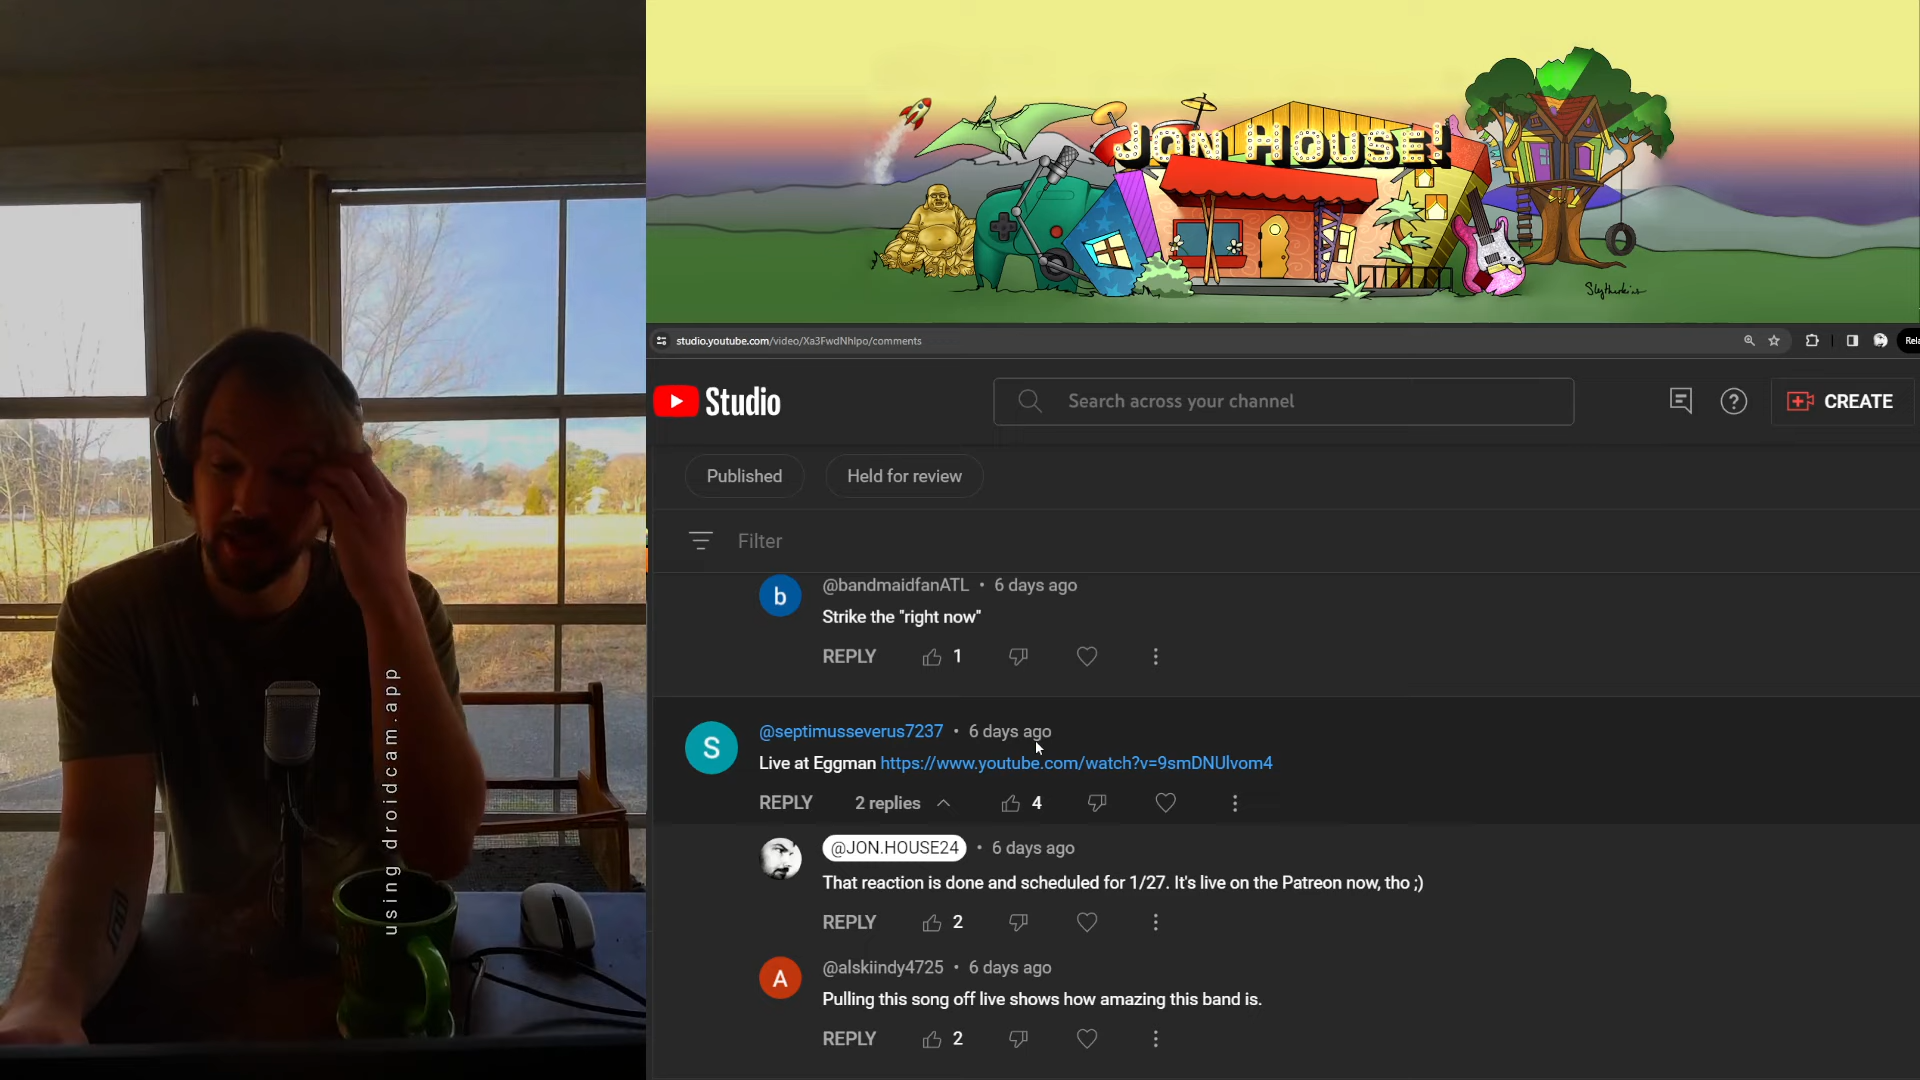 JON HOUSE!
Slytherkins
studio.youtube.com/video/Xa3FwdNhlpo/comments
Rela
Studio
Search across your channel
CREATE
Published
Held for review
Filter
b
@bandmaidfanATL • 6 days ago
Strike the "right now"
REPLY 1
S
@septimusseverus7237 • 6 days ago
Live at Eggman https://www.youtube.com/watch?v=9smDNUlvom4
REPLY 2 replies 4
@JON.HOUSE24 • 6 days ago
That reaction is done and scheduled for 1/27. It's live on the Patreon now, tho ;)
REPLY 2
A
@alskiindy4725 • 6 days ago
Pulling this song off live shows how amazing this band is.
REPLY 2
using droidcam.app